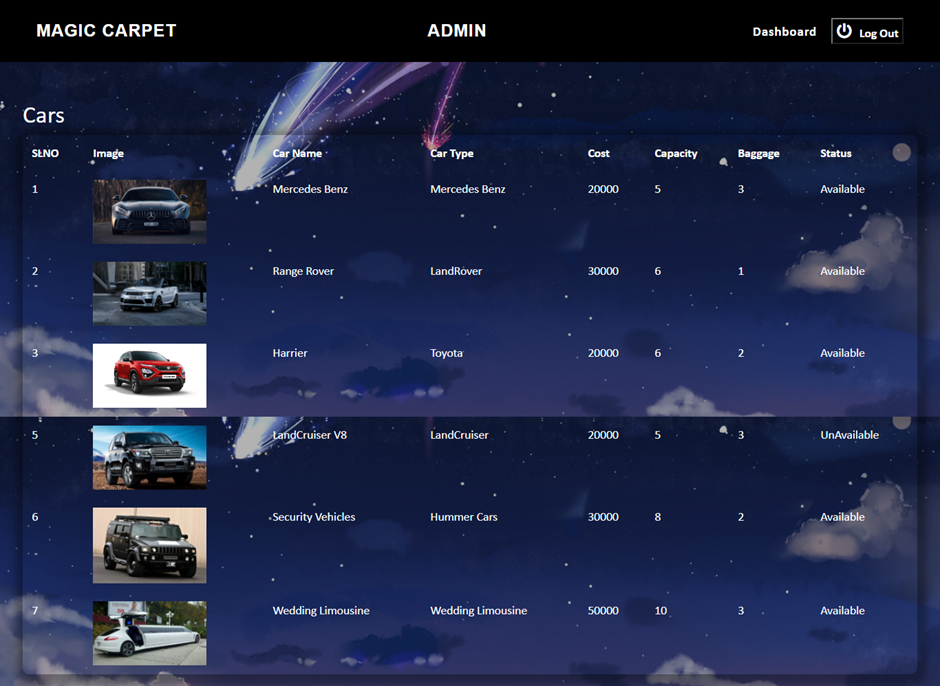 MAGIC CARPET ADMIN Dashboard Log Out
Cars
SLNO Image Car Name Car Type Cost Capacity Baggage Status
1 Mercedes Benz Mercedes Benz 20000 5 3 Available
2 Range Rover LandRover 30000 6 1 Available
3 Harrier Toyota 20000 6 2 Available
5 LandCruiser V8 LandCruiser 20000 5 3 UnAvailable
6 Security Vehicles Hummer Cars 30000 8 2 Available
7 Wedding Limousine Wedding Limousine 50000 10 3 Available